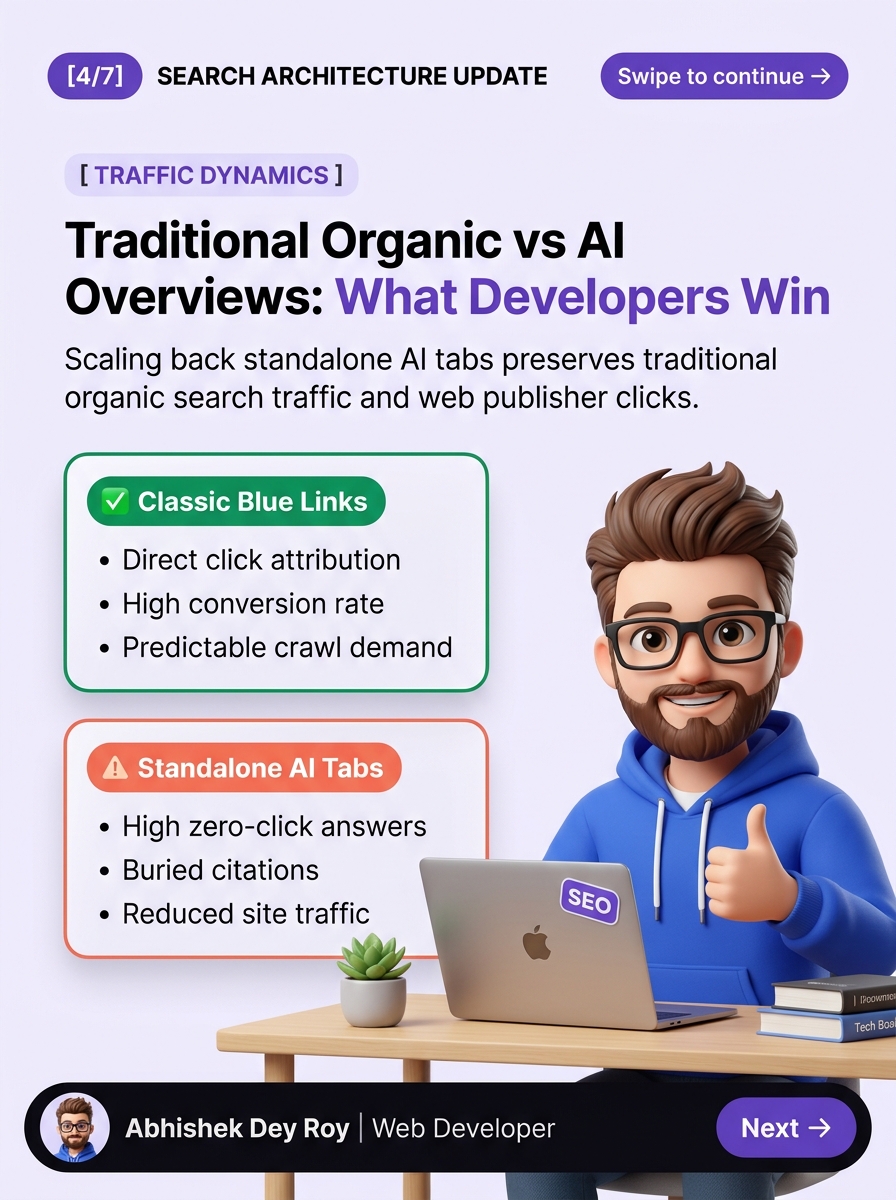 [4/7] SEARCH ARCHITECTURE UPDATE
Swipe to continue →
[ TRAFFIC DYNAMICS ]
Traditional Organic vs AI
Overviews: What Developers Win
Scaling back standalone AI tabs preserves traditional
organic search traffic and web publisher clicks.
✅ Classic Blue Links
• Direct click attribution
• High conversion rate
• Predictable crawl demand
⚠ Standalone AI Tabs
• High zero-click answers
• Buried citations
• Reduced site traffic
SEO
Tech
Abhishek Dey Roy | Web Developer
Next →